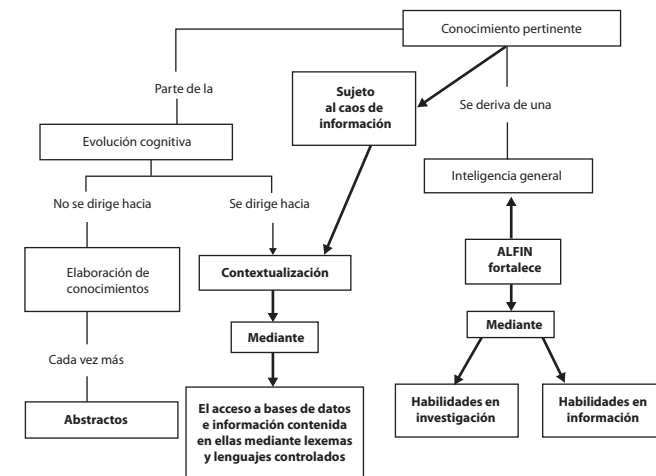 Conocimiento pertinente
Parte de la
Sujeto
al caos de
información
Se deriva de una
Evolución cognitiva
Inteligencia general
No se dirige hacia
Se dirige hacia
Elaboración de
conocimientos
Contextualización
ALFIN
fortalece
Mediante
Mediante
Cada vez más
Abstractos
El acceso a bases de datos
e información contenida
en ellas mediante lexemas
y lenguajes controlados
Habilidades en
investigación
Habilidades en
información